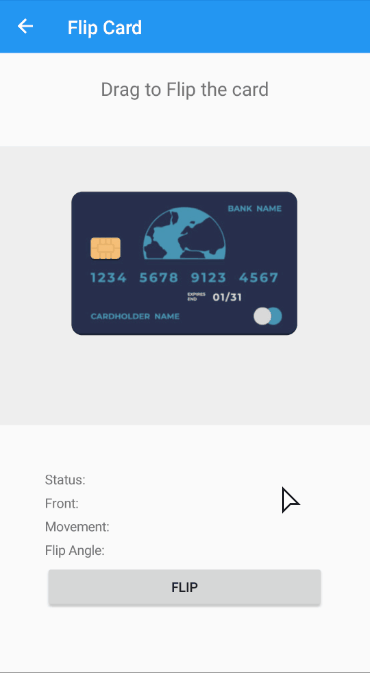 Flip Card
Drag to Flip the card
BANK NAME
1234 5678 9123 4567
EXPIRES
END
01/31
CARDHOLDER NAME
Status:
Front:
Movement:
Flip Angle:
FLIP